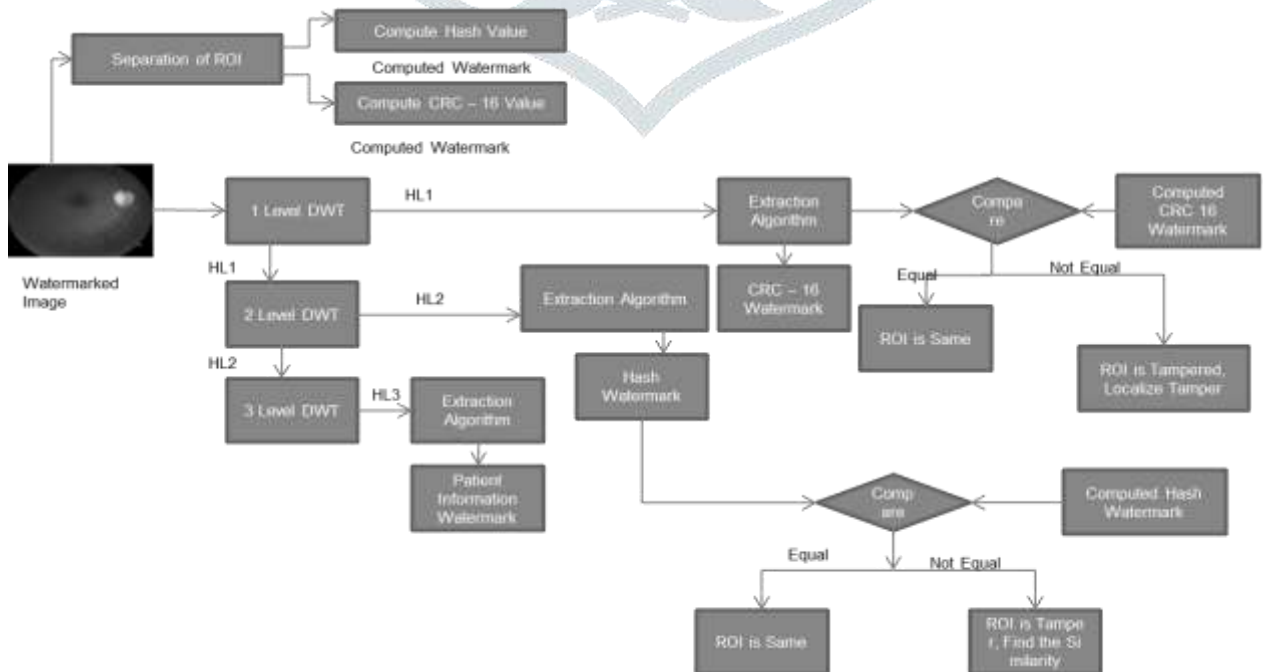 Compute Hash Value
Separation of ROI
Computed Watermark
Compute CRC – 16 Value
Computed Watermark
Watermarked
Image
1 Level DWT
HL1
Extraction
Algorithm
Compa
re
Computed
CRC 16
Watermark
HL1
2 Level DWT
HL2
Extraction Algorithm
CRC – 16
Watermark
Equal
Not Equal
ROI is Same
ROI is Tampered,
Localize Tamper
HL2
3 Level DWT
HL3
Extraction
Algorithm
Hash
Watermark
Patient
Information
Watermark
Comp
are
Computed Hash
Watermark
Equal
Not Equal
ROI is Same
ROI is Tampe
r, Find the Si
milarity